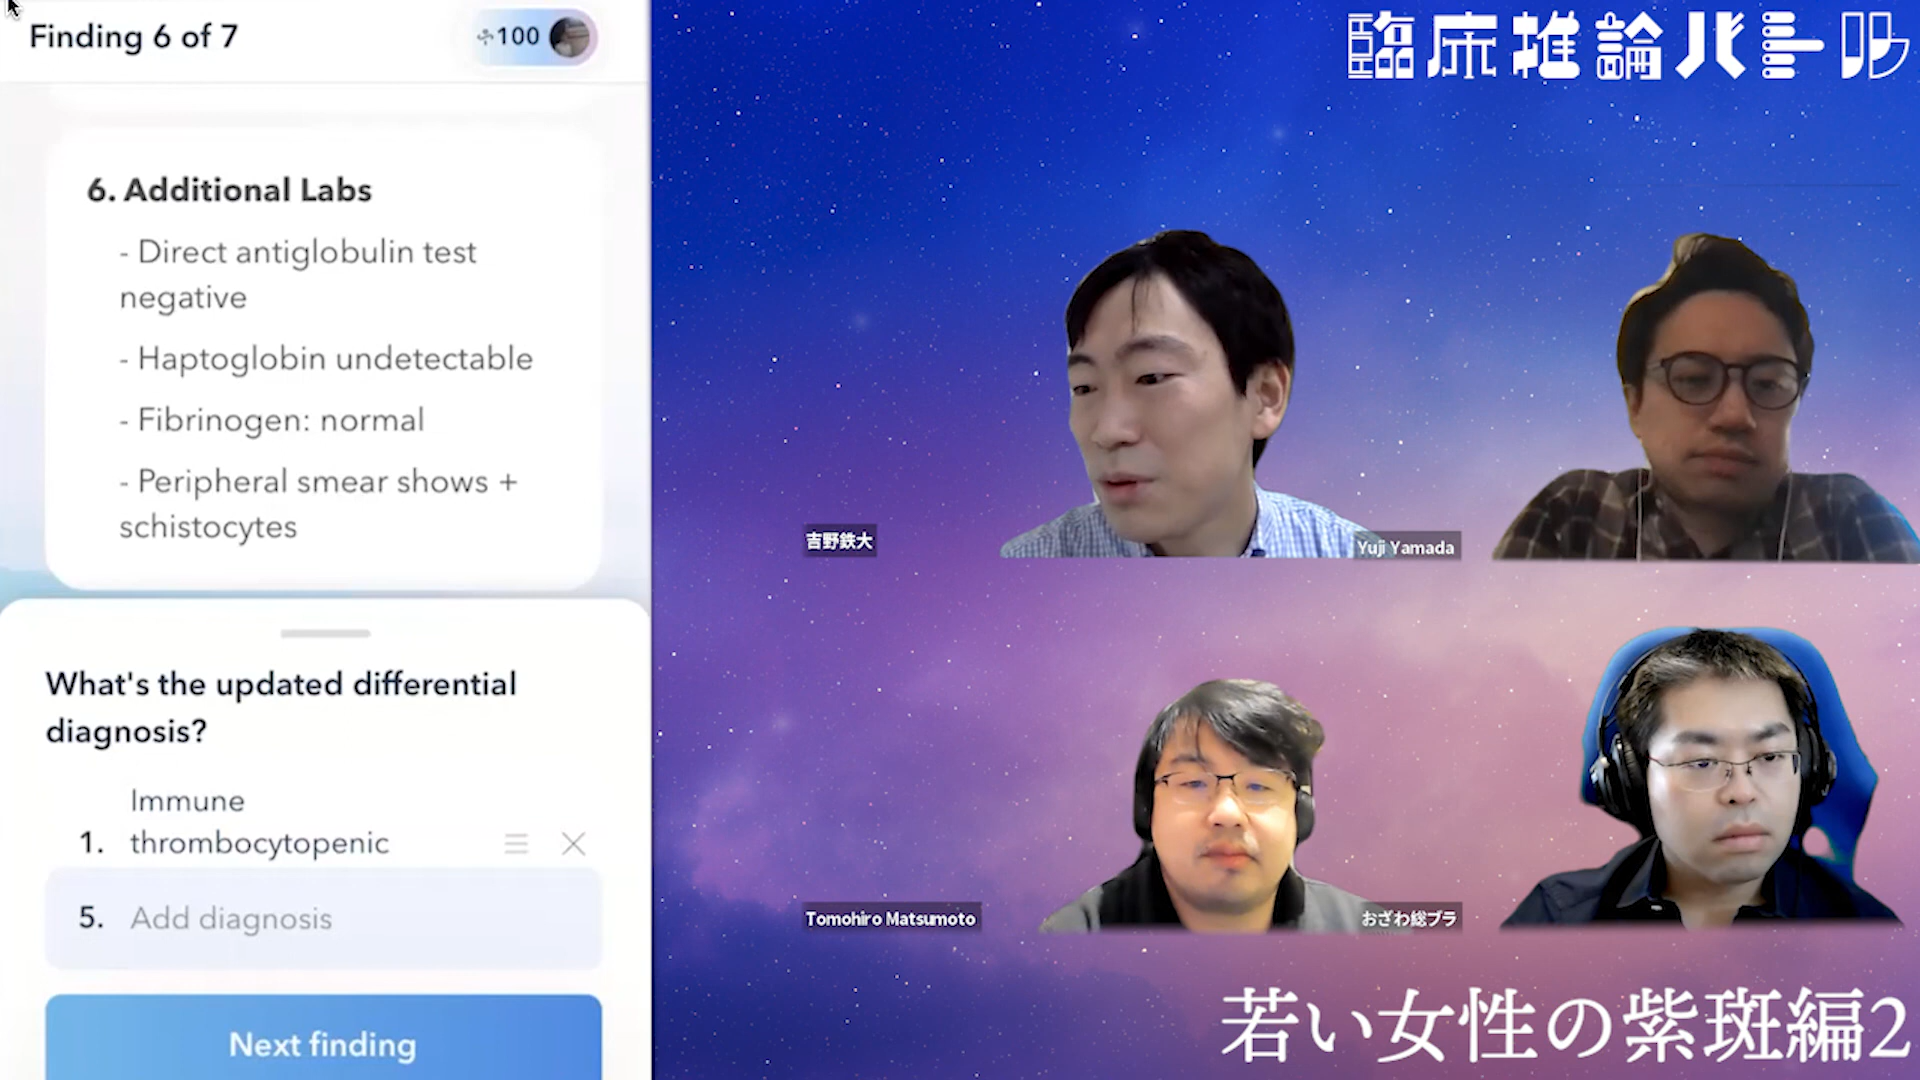 Finding 6 of 7
100
6. Additional Labs
- Direct antiglobulin test
negative
- Haptoglobin undetectable
- Fibrinogen: normal
- Peripheral smear shows +
schistocytes
What's the updated differential
diagnosis?
Immune
1. thrombocytopenic
5. Add diagnosis
Next finding
臨床推論バトル
吉野鉄大
Yuji Yamada
Tomohiro Matsumoto
おざわ総ブラ
若い女性の紫斑編2